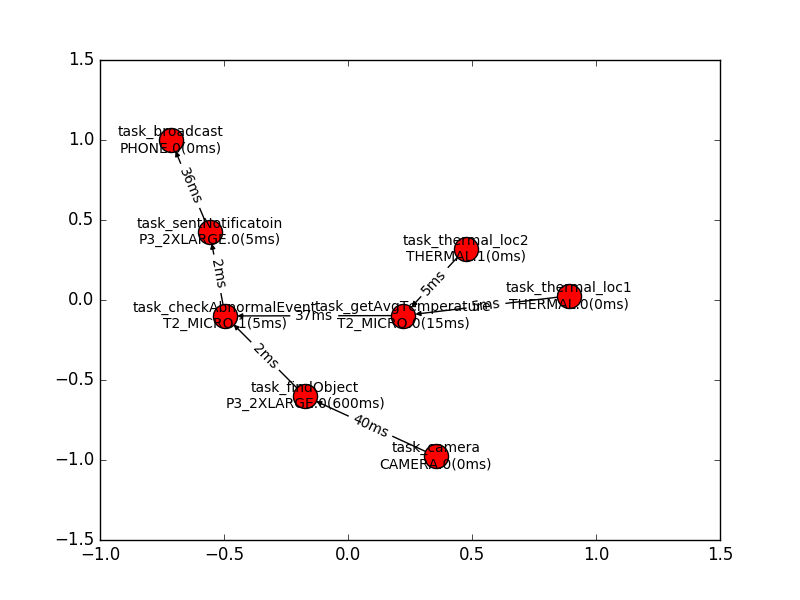 1.5
1.0
0.5
0.0
−0.5
−1.0
−1.5
−1.0
−0.5
0.0
0.5
1.0
1.5
task_broadcast
PHONE.0(0ms)
36ms
task_sentNotificatoin
P3_2XLARGE.0(5ms)
2ms
task_thermal_loc2
THERMAL.1(0ms)
5ms
task_thermal_loc1
THERMAL.0(0ms)
5ms
task_checkAbnormalEvent
T2_MICRO.1(5ms)
37ms
task_getAvgTemperature
T2_MICRO.0(15ms)
2ms
task_findObject
P3_2XLARGE.0(600ms)
40ms
task_camera
CAMERA.0(0ms)